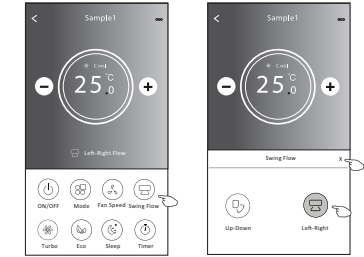 Sample1
Cool
25.0°C
Left-Right Flow
ON/OFF Mode Fan Speed Swing Flow
Turbo Eco Sleep Timer
Sample1
Cool
25.0°C
Swing Flow x
Up-Down Left-Right